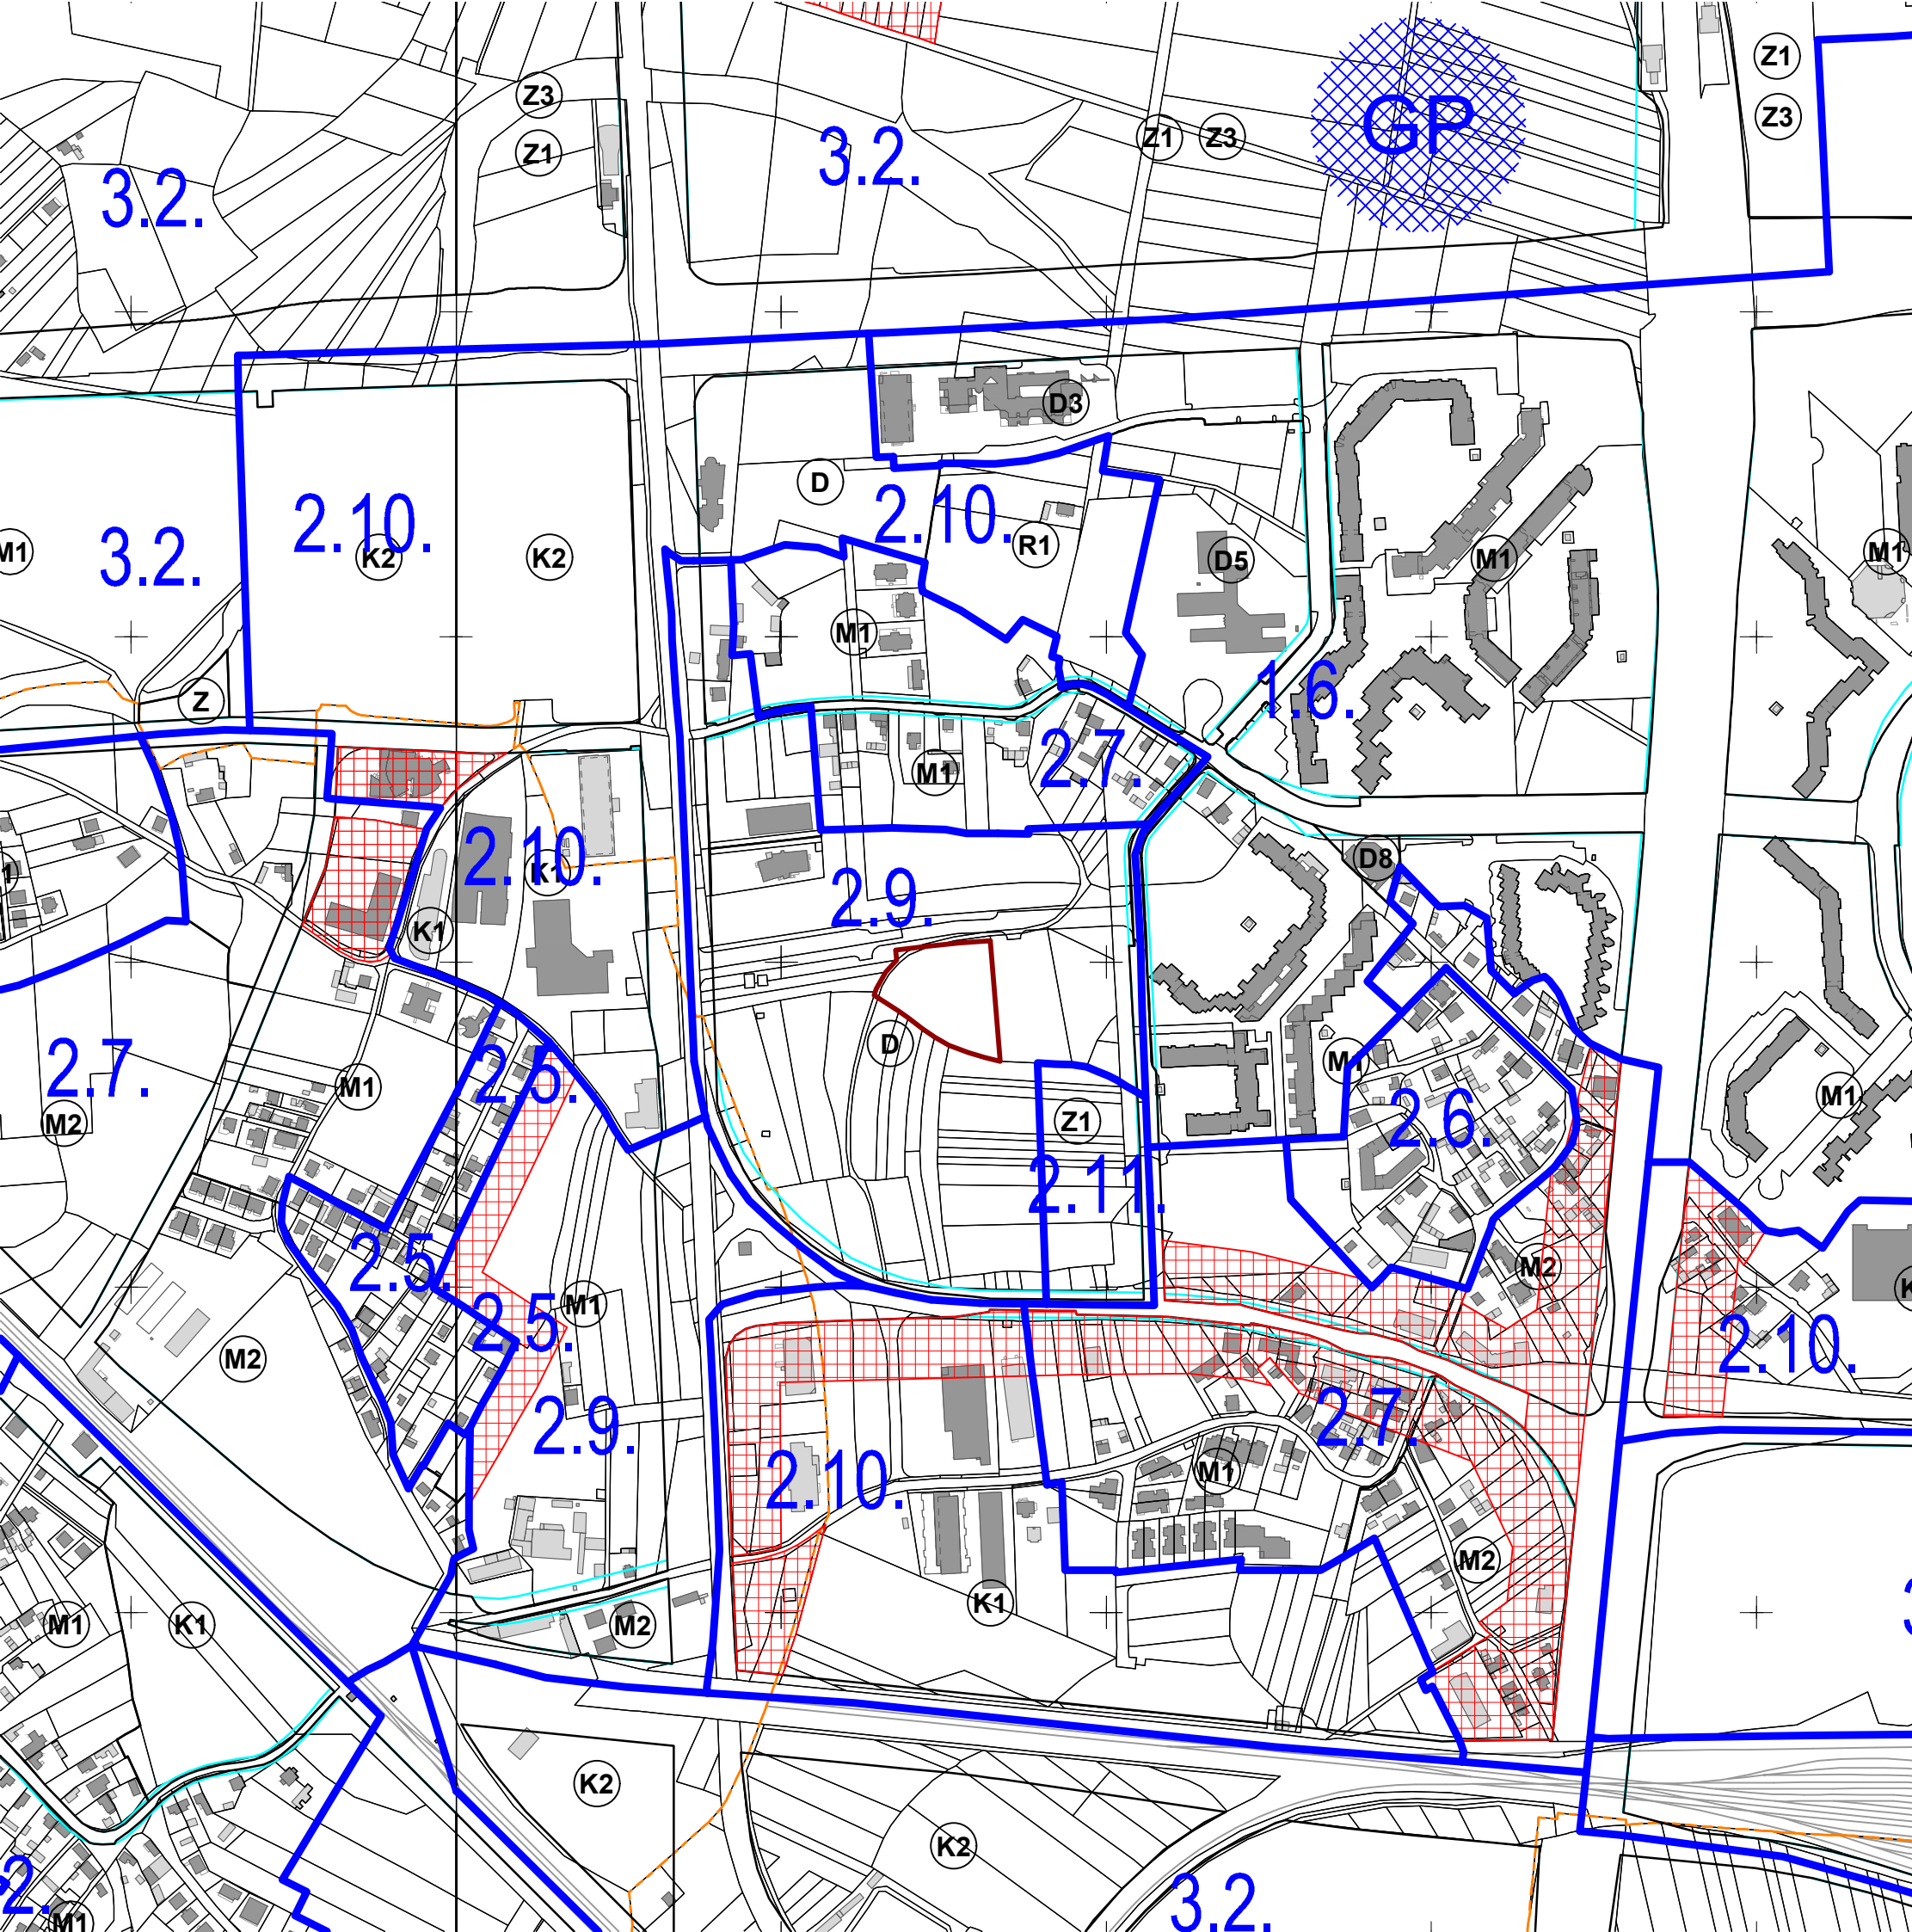 Z1
Z3
Z3
GP
Z1
3.2.
Z1
Z3
3.2.
D3
D
2.10.
2.10.
R1
M1
3.2.
K2
K2
D5
M1
M1
M1
1.6.
Z
2.7.
M1
2.10.
K1
D8
2.9.
K1
D
2.7.
2.5.
M1
M1
M1
M2
Z1
2.6.
2.11.
2.5.
M2
M1
2.5.
2.10.
M2
2.9.
2.7.
2.10.
M1
M2
K1
M1
K1
M2
K2
K2
3.2.
2.
M1